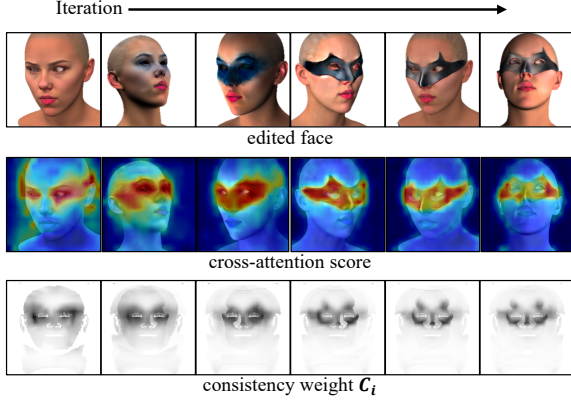 Iteration
edited face
cross-attention score
consistency weight C_i